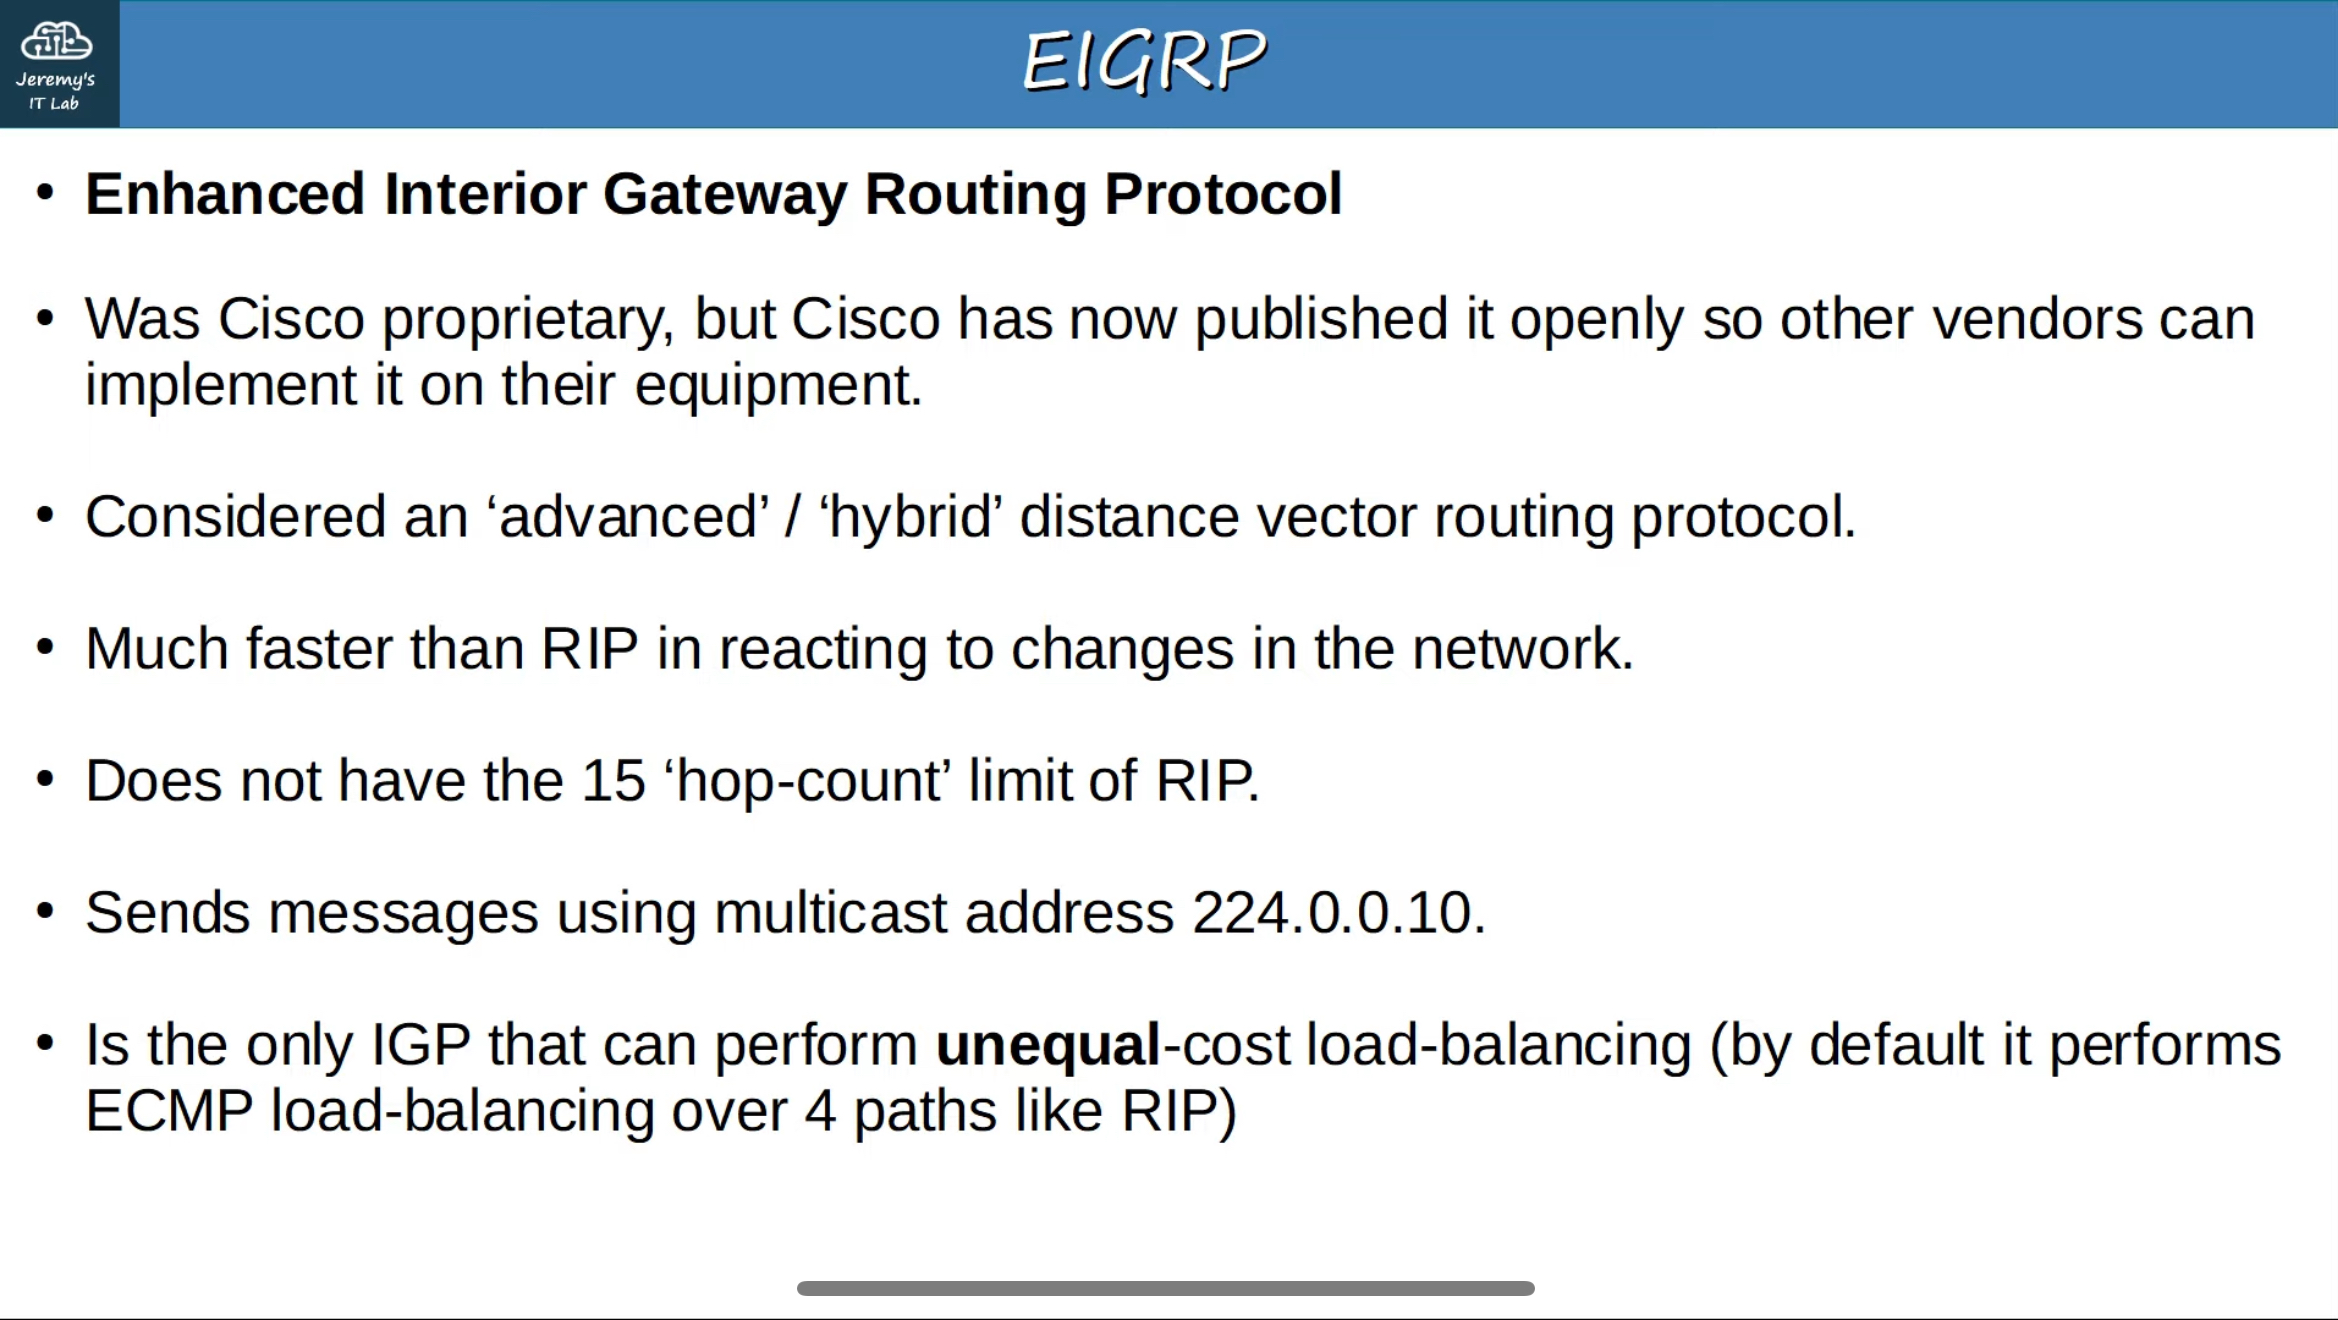 Jeremy's
IT Lab
EIGRP
• Enhanced Interior Gateway Routing Protocol
• Was Cisco proprietary, but Cisco has now published it openly so other vendors can
implement it on their equipment.
• Considered an ‘advanced’ / ‘hybrid’ distance vector routing protocol.
• Much faster than RIP in reacting to changes in the network.
• Does not have the 15 ‘hop-count’ limit of RIP.
• Sends messages using multicast address 224.0.0.10.
• Is the only IGP that can perform unequal-cost load-balancing (by default it performs
ECMP load-balancing over 4 paths like RIP)